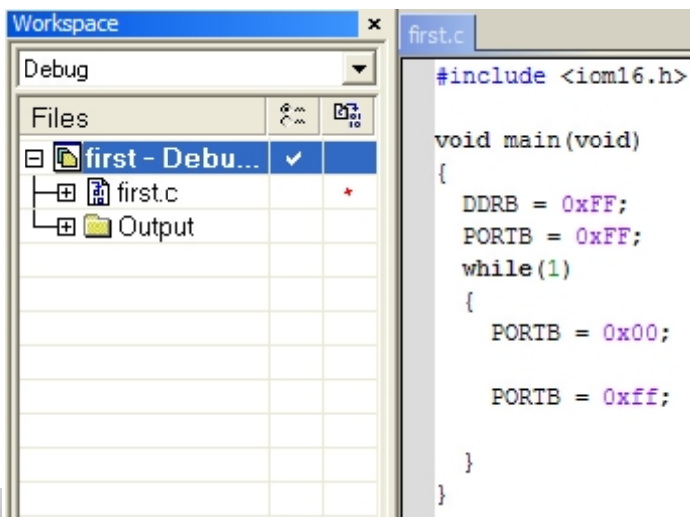 Workspace
Debug
Files
first - Debu...
first.c
Output
first.c
#include <iom16.h>
void main(void)
{
DDRB = 0xFF;
PORTB = 0xFF;
while(1)
{
PORTB = 0x00;
PORTB = 0xff;
}
}